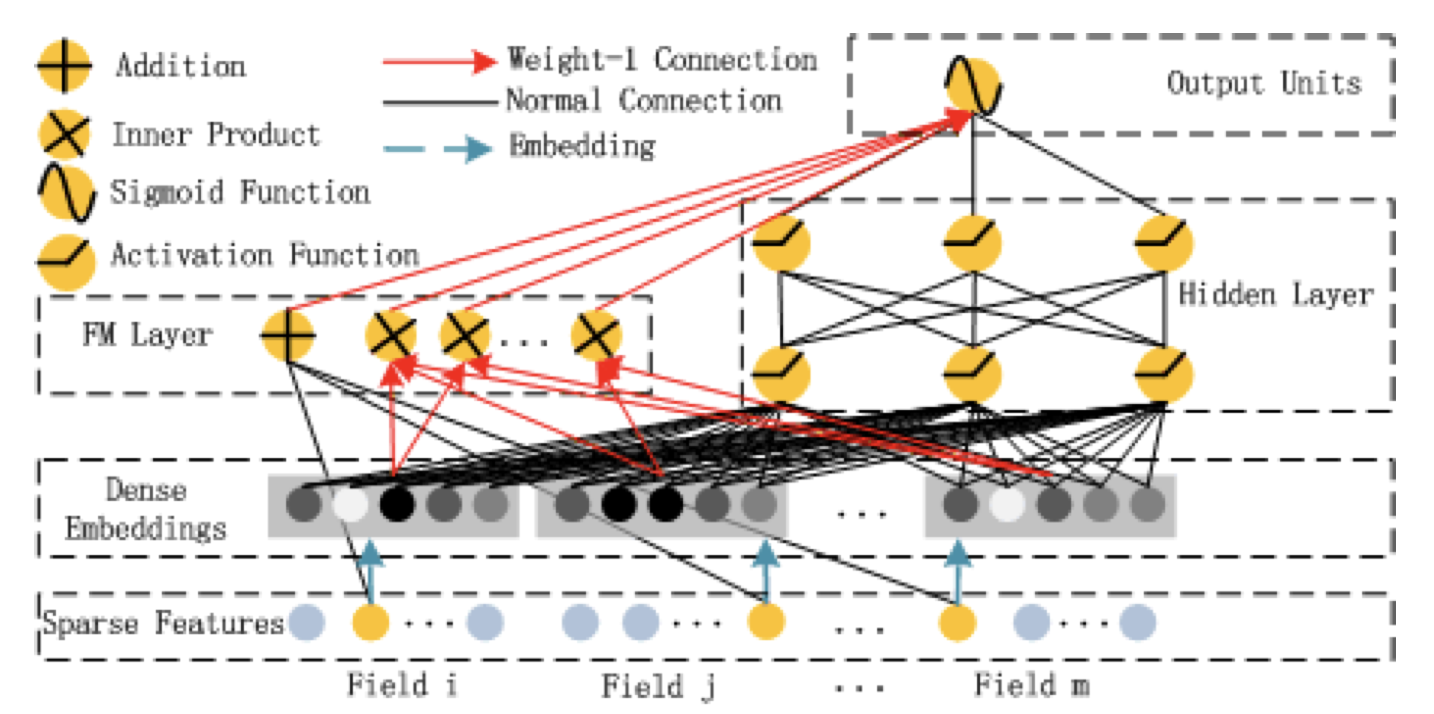 Addition
Weight-1 Connection
Output Units
Normal Connection
Inner Product
Embedding
Sigmoid Function
Activation Function
Hidden Layer
FM Layer
...
Dense
Embeddings
...
Sparse Features
... ... ... ...
Field i Field j ... Field m